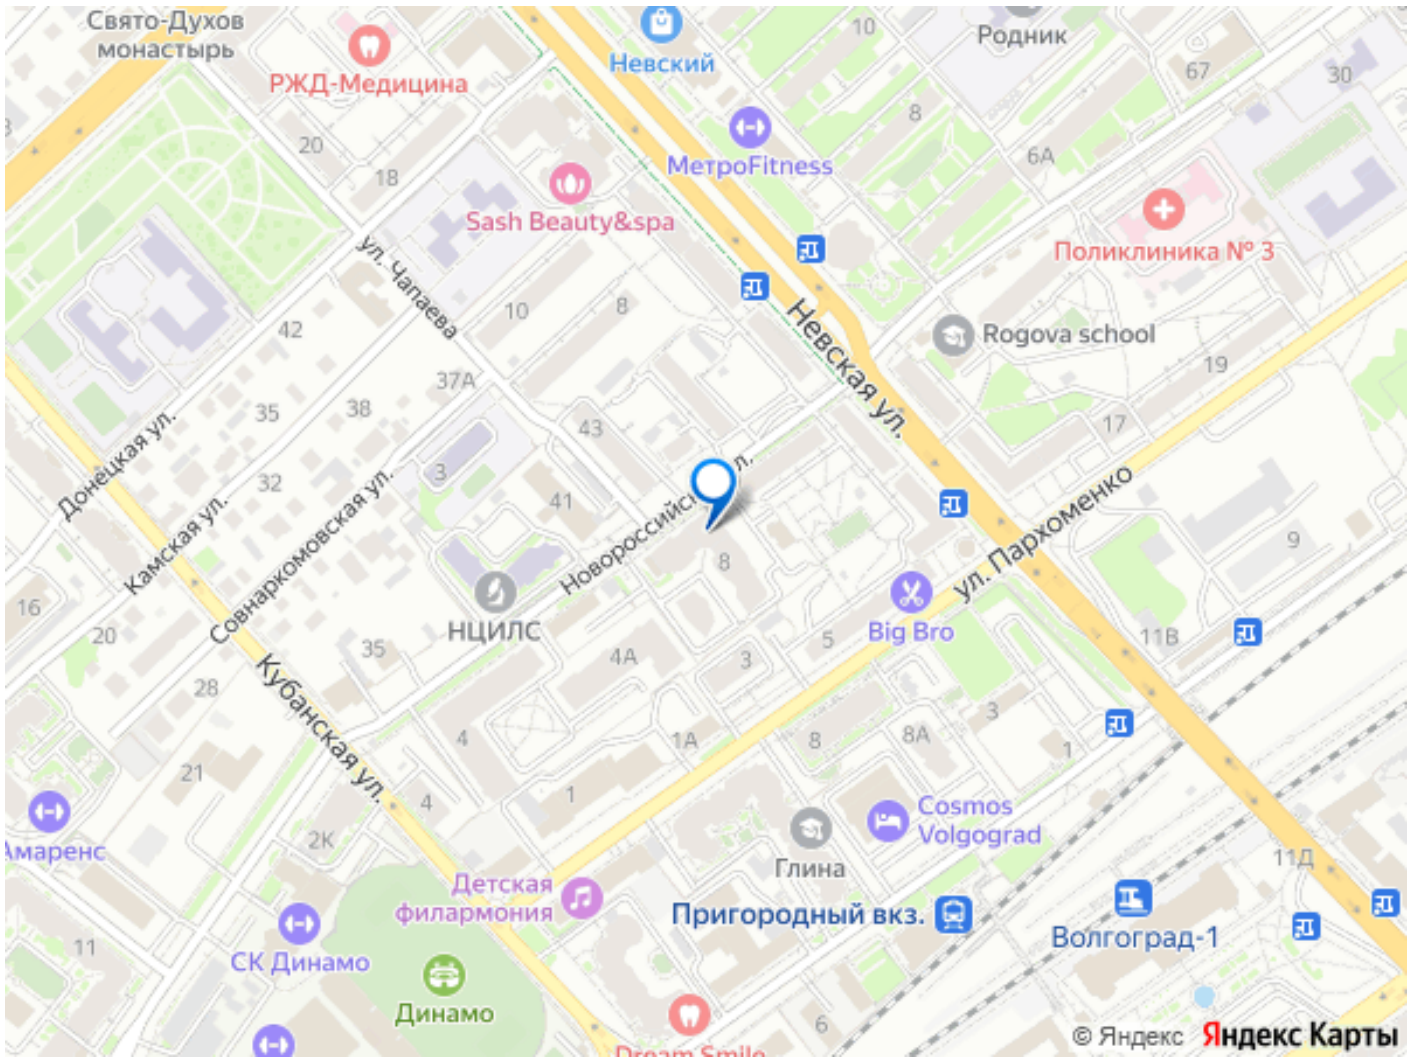 Свято-Духов
монастырь
РЖД-Медицина
Невский
10
Родник
67
30
20
18
МетроFitness
8
6А
Sash Beauty&spa
Поликлиника № 3
ул. Чапаева
10
8
42
Невская ул.
Rogova school
19
37А
35
38
43
17
Донецкая ул.
32
3
41
Новороссийск
л.
ул. Пархоменко
9
Камская ул.
Совнаркомовская ул.
16
20
НЦИЛС
8
Big Bro
11В
35
4А
3
5
28
Кубанская ул.
4
1А
8
8А
3
1
21
4
1
Cosmos
Volgograd
Амаренс
2К
Глина
11Д
Детская
филармония
Пригородный вкз.
Волгоград-1
11
СК Динамо
Динамо
6
Dream Smile
© Яндекс Яндекс Карты